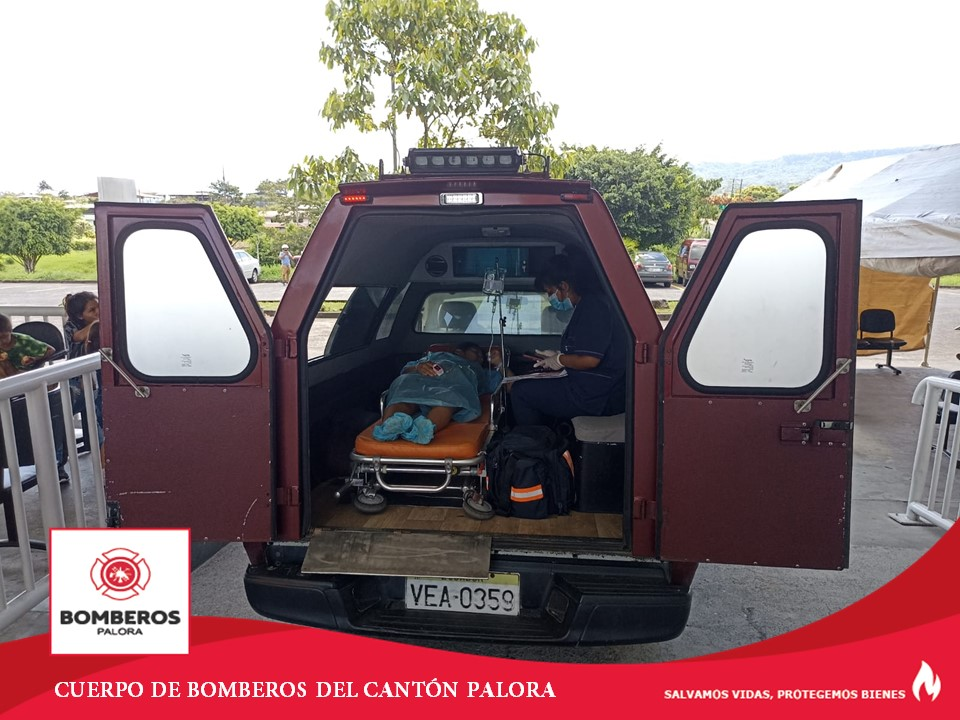 VEA-0359
BOMBEROS
PALORA
CUERPO DE BOMBEROS DEL CANTÓN PALORA
SALVAMOS VIDAS, PROTEGEMOS BIENES